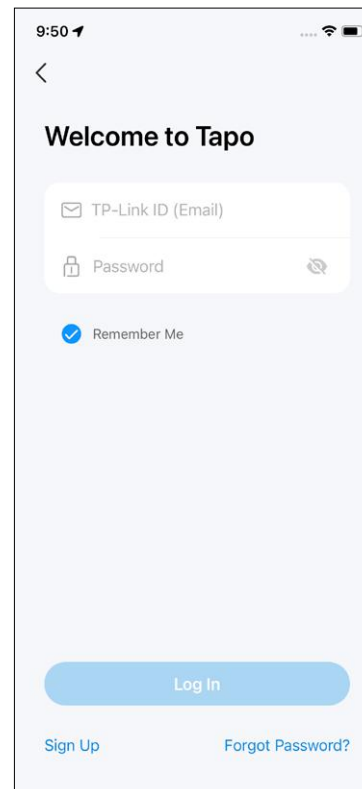 9:50
Welcome to Tapo
TP-Link ID (Email)
Password
Remember Me
Log In
Sign Up Forgot Password?